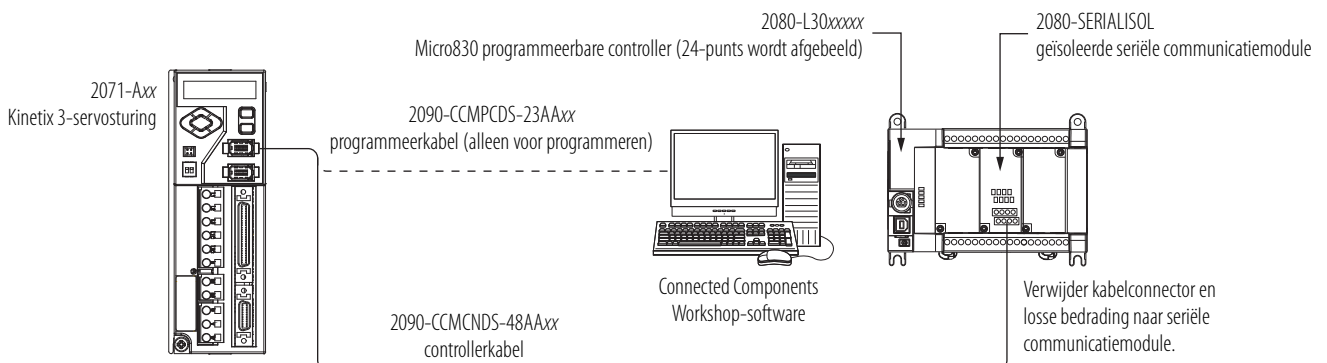 2080-L30xxxxx
Micro830 programmeerbare controller (24-punts wordt afgebeeld)
2080-SERIALISOL
geïsoleerde seriële communicatiemodule
2071-Axx
Kinetix 3-servosturing
2090-CCMPCDS-23AAxx
programmeerkabel (alleen voor programmeren)
Connected Components
Workshop-software
2090-CCMCNDS-48AAxx
controllerkabel
Verwijder kabelconnector en
losse bedrading naar seriële
communicatiemodule.